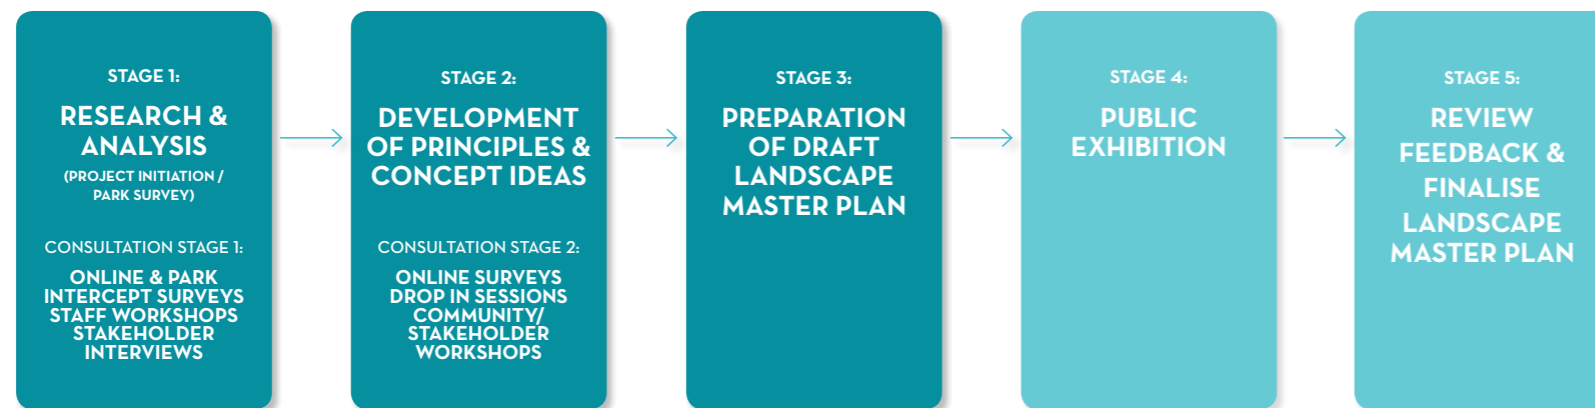 STAGE 1:
RESEARCH &
ANALYSIS
(PROJECT INITIATION /
PARK SURVEY)
CONSULTATION STAGE 1:
ONLINE & PARK
INTERCEPT SURVEYS
STAFF WORKSHOPS
STAKEHOLDER
INTERVIEWS
STAGE 2:
DEVELOPMENT
OF PRINCIPLES &
CONCEPT IDEAS
CONSULTATION STAGE 2:
ONLINE SURVEYS
DROP IN SESSIONS
COMMUNITY/
STAKEHOLDER
WORKSHOPS
STAGE 3:
PREPARATION
OF DRAFT
LANDSCAPE
MASTER PLAN
STAGE 4:
PUBLIC
EXHIBITION
STAGE 5:
REVIEW
FEEDBACK &
FINALISE
LANDSCAPE
MASTER PLAN